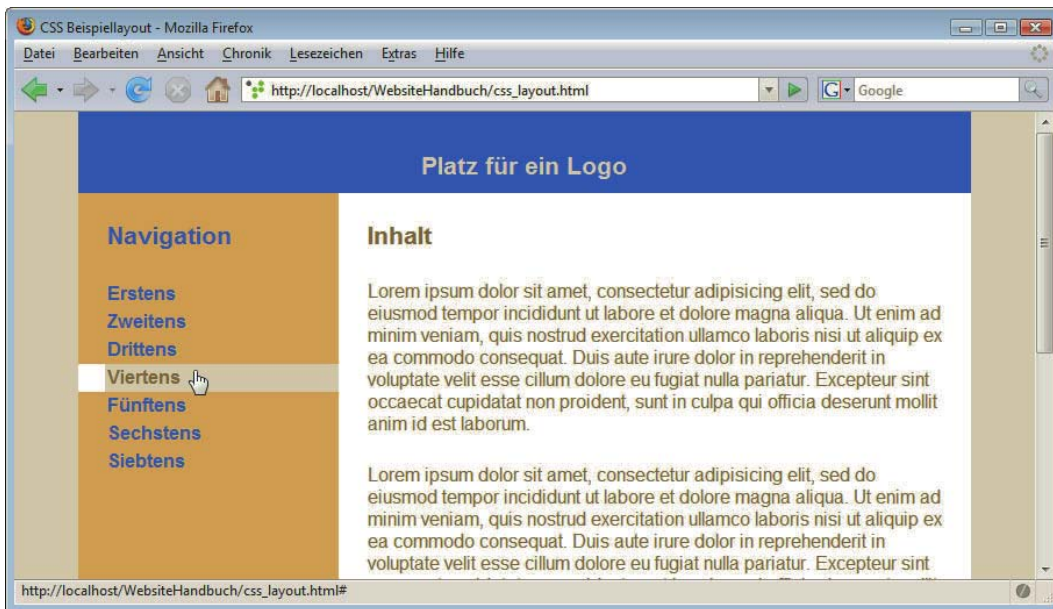 CSS Beispiellayout - Mozilla Firefox
Datei Bearbeiten Ansicht Chronik Lesezeichen Extras Hilfe
http://localhost/WebsiteHandbuch/css_layout.html
G Google
Platz für ein Logo
Navigation
Erstens
Zweitens
Drittens
Viertens
Fünftens
Sechstens
Siebtens
Inhalt
Lorem ipsum dolor sit amet, consectetur adipisicing elit, sed do
eiusmod tempor incididunt ut labore et dolore magna aliqua. Ut enim ad
minim veniam, quis nostrud exercitation ullamco laboris nisi ut aliquip ex
ea commodo consequat. Duis aute irure dolor in reprehenderit in
voluptate velit esse cillum dolore eu fugiat nulla pariatur. Excepteur sint
occaecat cupidatat non proident, sunt in culpa qui officia deserunt mollit
anim id est laborum.
Lorem ipsum dolor sit amet, consectetur adipisicing elit, sed do
eiusmod tempor incididunt ut labore et dolore magna aliqua. Ut enim ad
minim veniam, quis nostrud exercitation ullamco laboris nisi ut aliquip ex
ea commodo consequat. Duis aute irure dolor in reprehenderit in
voluptate velit esse cillum dolore eu fugiat nulla pariatur. Excepteur sint
http://localhost/WebsiteHandbuch/css_layout.html#